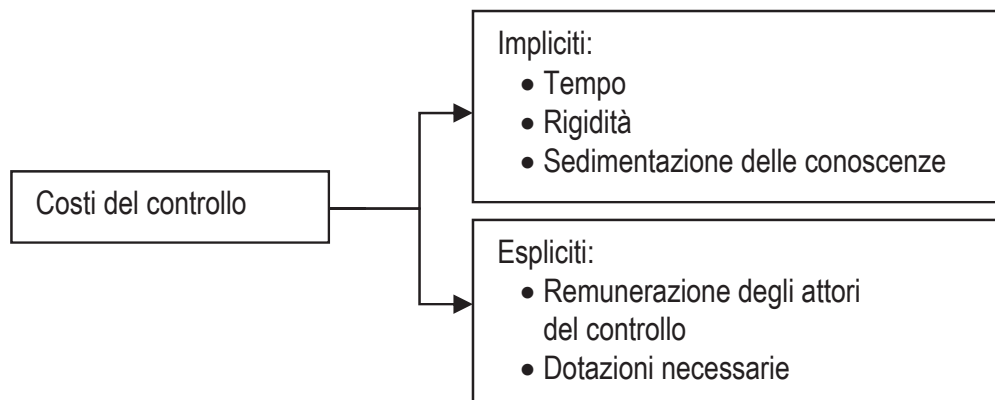 Costi del controllo
Impliciti:
• Tempo
• Rigidità
• Sedimentazione delle conoscenze
Espliciti:
• Remunerazione degli attori
del controllo
• Dotazioni necessarie